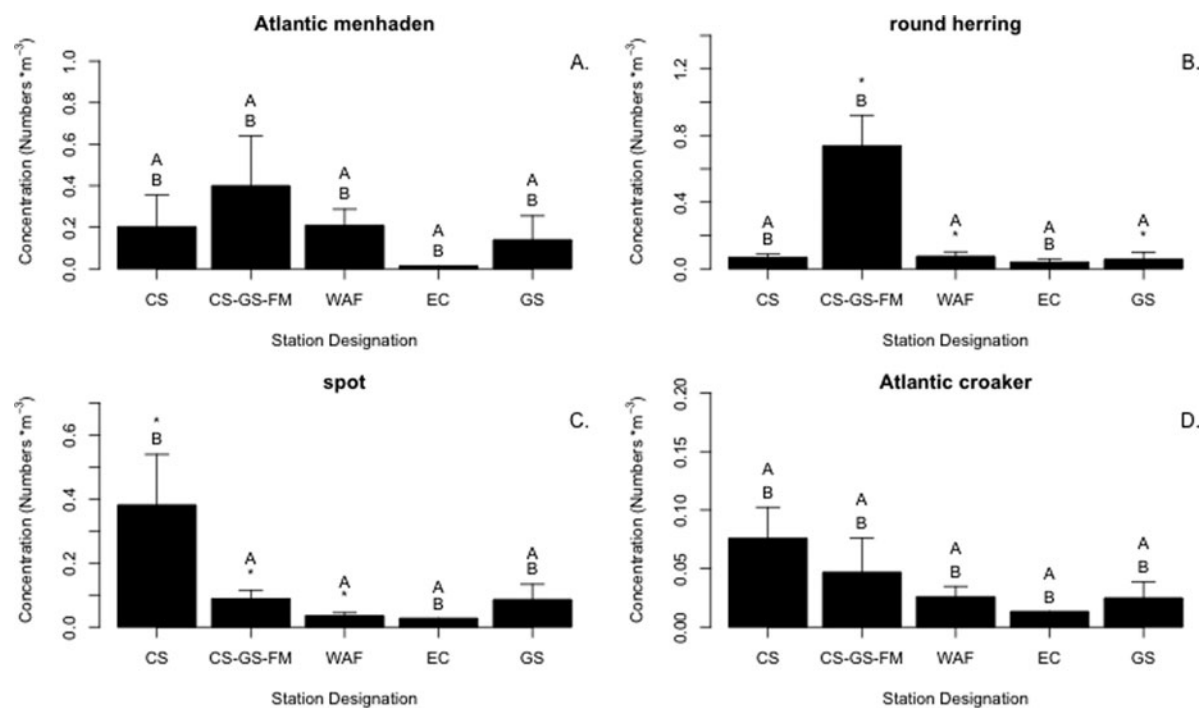 Atlantic menhaden
A.
Concentration (Numbers *m⁻³)
1.0
0.8
0.6
0.4
0.2
0.0
A
B
A
B
A
B
A
B
A
B
CS
CS-GS-FM
WAF
EC
GS
Station Designation
round herring
B.
Concentration (Numbers *m⁻³)
1.2
0.8
0.4
0.0
A
B
*
B
A
*
A
B
A
*
CS
CS-GS-FM
WAF
EC
GS
Station Designation
spot
C.
Concentration (Numbers *m⁻³)
0.6
0.4
0.2
0.0
*
B
A
*
A
*
A
B
A
B
CS
CS-GS-FM
WAF
EC
GS
Station Designation
Atlantic croaker
D.
Concentration (Numbers *m⁻³)
0.20
0.15
0.10
0.05
0.00
A
B
A
B
A
B
A
B
A
B
CS
CS-GS-FM
WAF
EC
GS
Station Designation